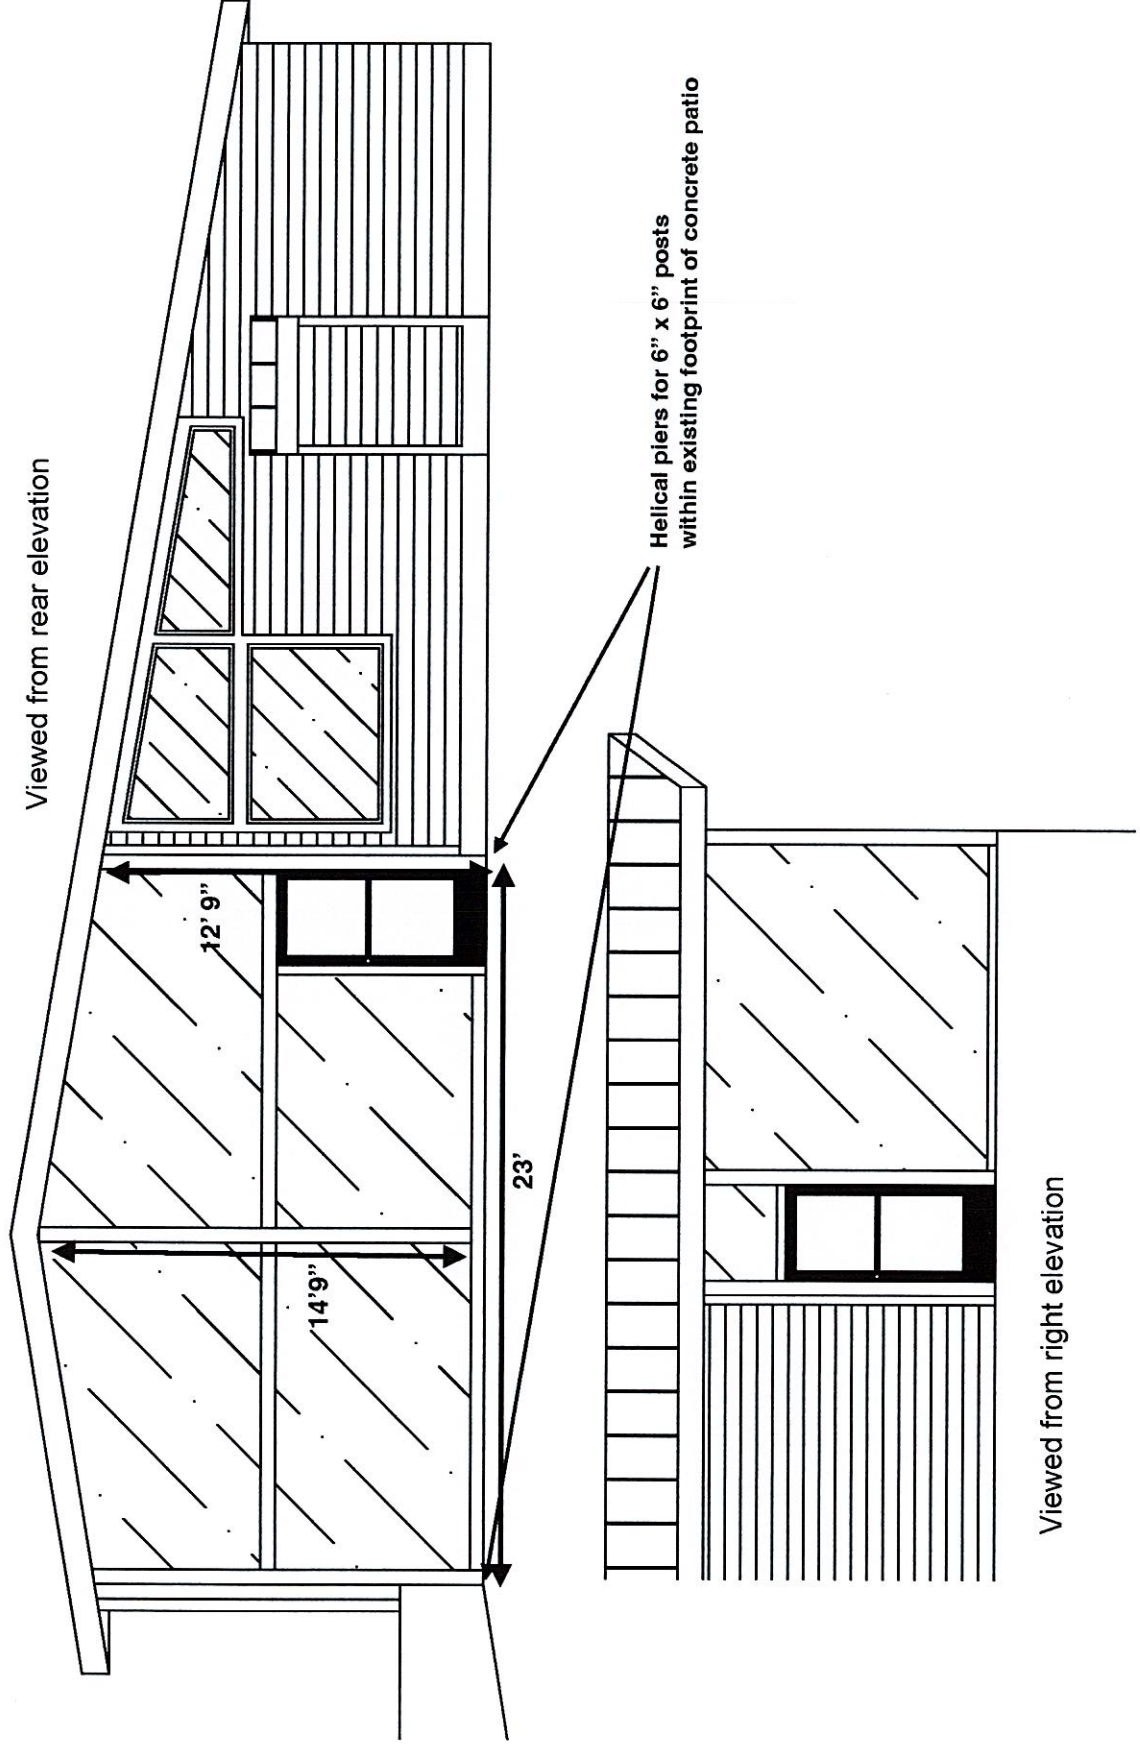 Viewed from rear elevation
12' 9”
14'9”
23'
Helical piers for 6” x 6” posts
within existing footprint of concrete patio
Viewed from right elevation